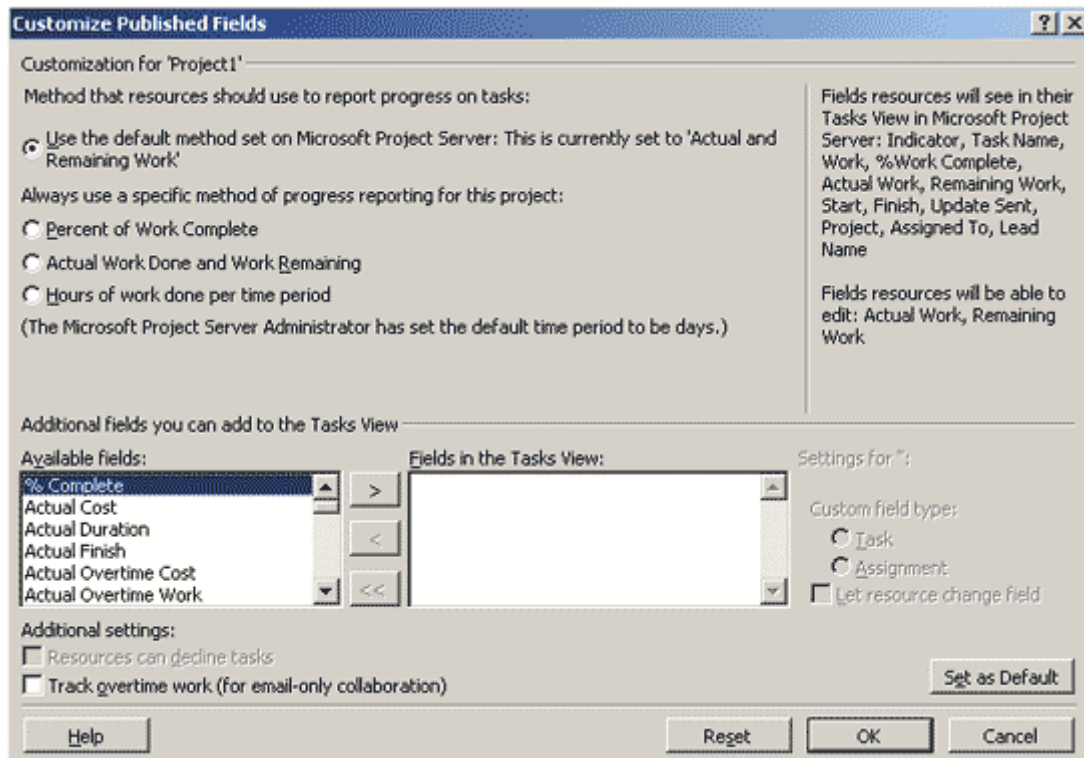 Customize Published Fields
Customization for 'Project1'
Method that resources should use to report progress on tasks:
Use the default method set on Microsoft Project Server: This is currently set to 'Actual and
Remaining Work'
Always use a specific method of progress reporting for this project:
Percent of Work Complete
Actual Work Done and Work Remaining
Hours of work done per time period
(The Microsoft Project Server Administrator has set the default time period to be days.)
Fields resources will see in their
Tasks View in Microsoft Project
Server: Indicator, Task Name,
Work, %Work Complete,
Actual Work, Remaining Work,
Start, Finish, Update Sent,
Project, Assigned To, Lead
Name
Fields resources will be able to
edit: Actual Work, Remaining
Work
Additional fields you can add to the Tasks View
Available fields:
% Complete
Actual Cost
Actual Duration
Actual Finish
Actual Overtime Cost
Actual Overtime Work
>
<
<<
Fields in the Tasks View:
Settings for '':
Custom field type:
Task
Assignment
Let resource change field
Additional settings:
Resources can decline tasks
Track overtime work (for email-only collaboration)
Set as Default
Help
Reset
OK
Cancel